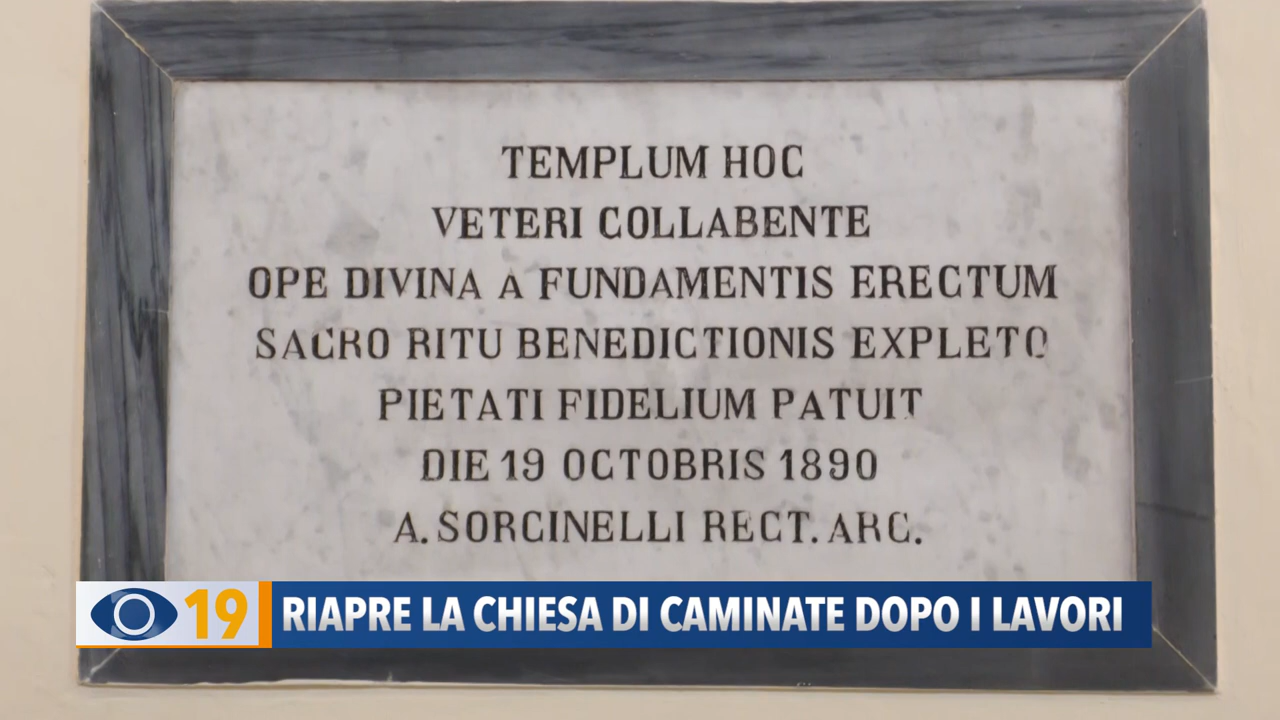 TEMPLUM HOC
VETERI COLLABENTE
OPE DIVINA A FUNDAMENTIS ERECTUM
SACRO RITU BENEDICTIONIS EXPLETO
PIETATI FIDELIUM PATUIT
DIE 19 OCTOBRIS 1890
A. SORCINELLI RECT. ARC.
19 RIAPRE LA CHIESA DI CAMINATE DOPO I LAVORI